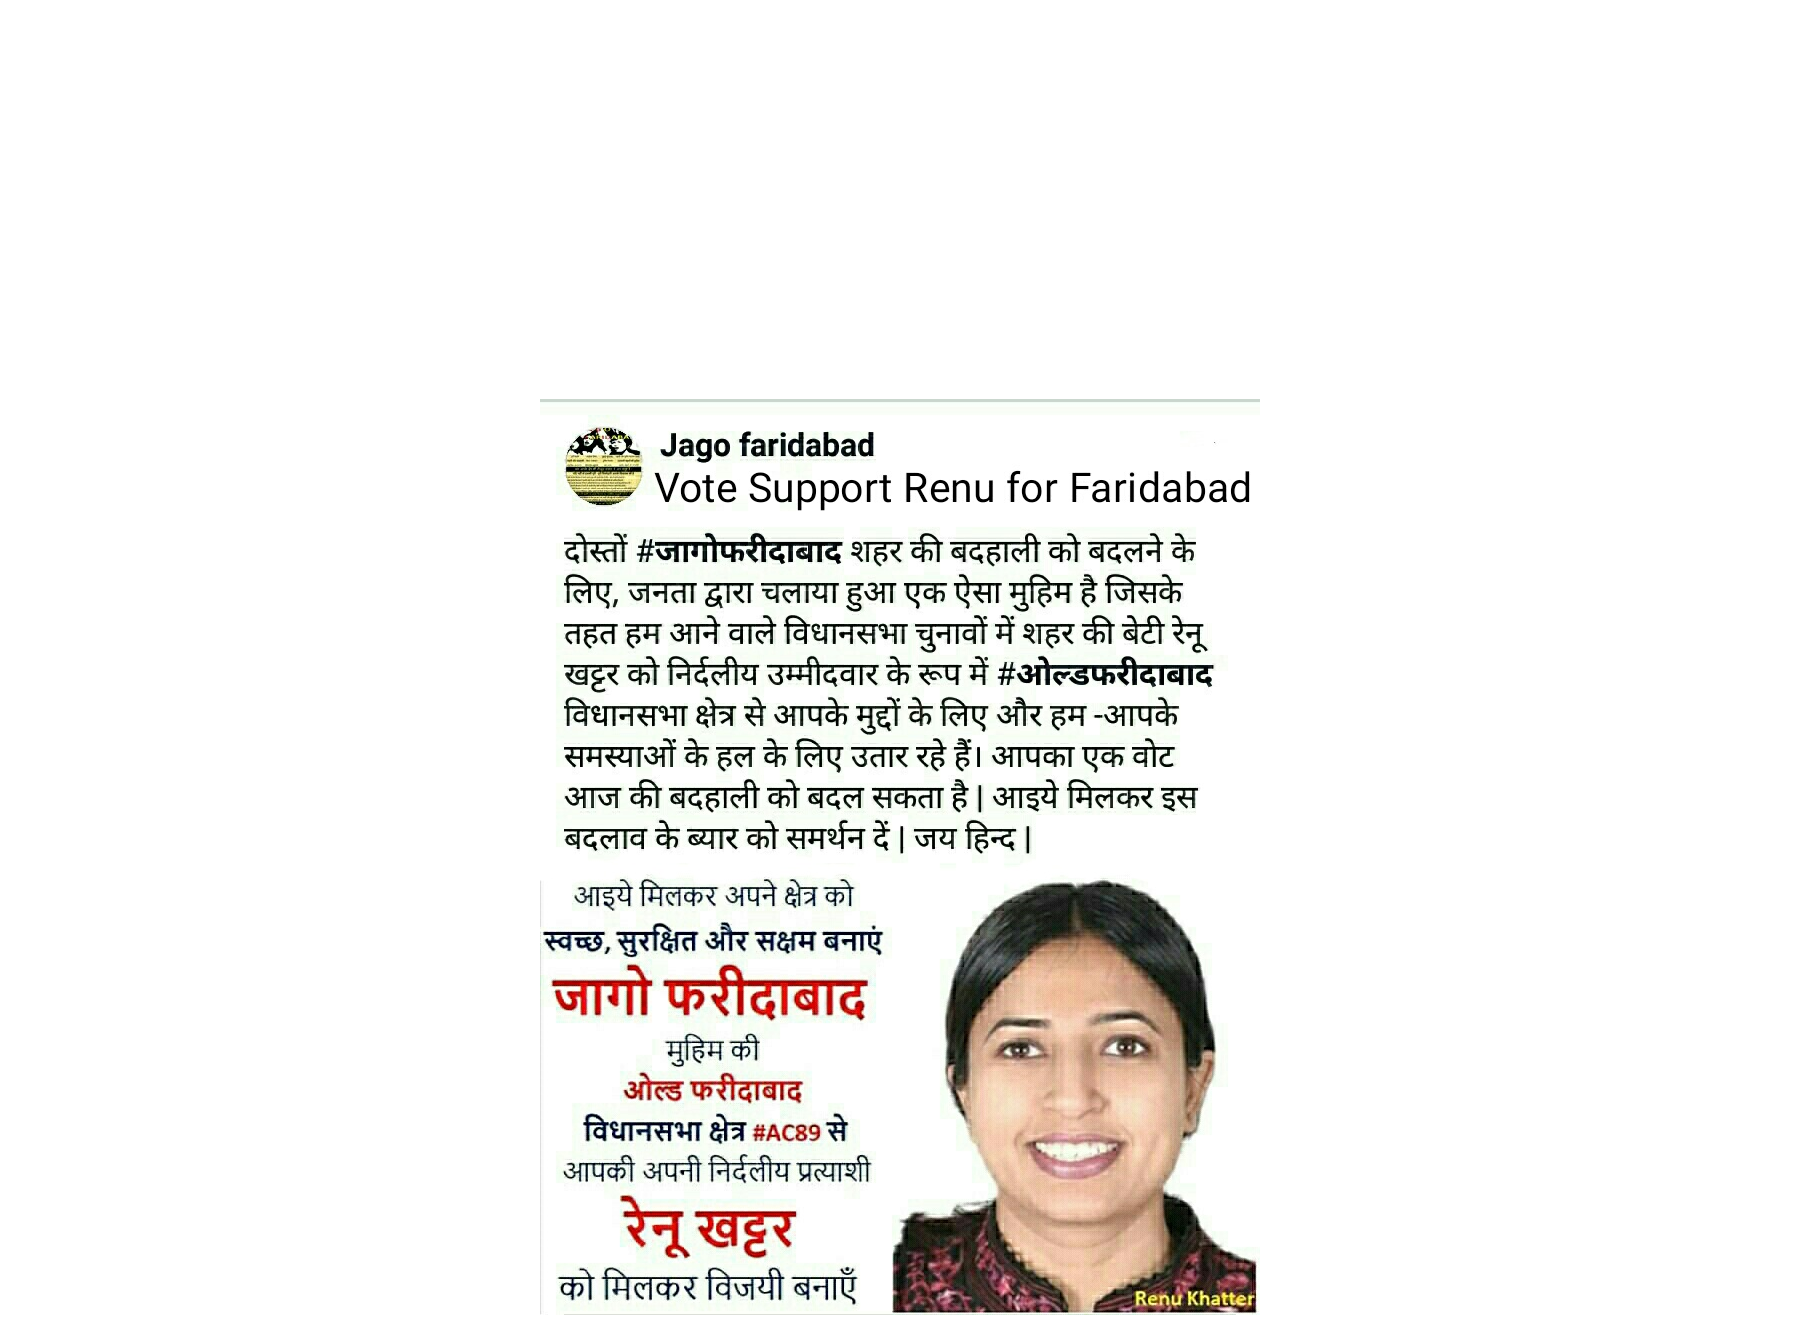 Jago faridabad
Vote Support Renu for Faridabad
दोस्तों #जागोफरीदाबाद शहर की बदहाली को बदलने के
लिए, जनता द्वारा चलाया हुआ एक ऐसा मुहिम है जिसके
तहत हम आने वाले विधानसभा चुनावों में शहर की बेटी रेनू
खट्टर को निर्दलीय उम्मीदवार के रूप में #ओल्डफरीदाबाद
विधानसभा क्षेत्र से आपके मुद्दों के लिए और हम -आपके
समस्याओं के हल के लिए उतार रहे हैं। आपका एक वोट
आज की बदहाली को बदल सकता है | आइये मिलकर इस
बदलाव के ब्यार को समर्थन दें | जय हिन्द |
आइये मिलकर अपने क्षेत्र को
स्वच्छ, सुरक्षित और सक्षम बनाएं
जागो फरीदाबाद
मुहिम की
ओल्ड फरीदाबाद
विधानसभा क्षेत्र #AC89 से
आपकी अपनी निर्दलीय प्रत्याशी
रेनू खट्टर
को मिलकर विजयी बनाएँ
Renu Khatter